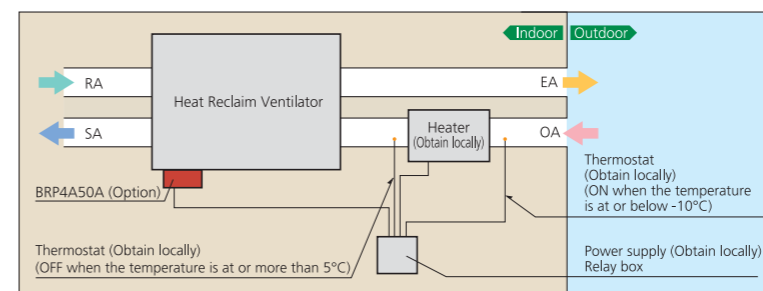 Indoor Outdoor
RA
EA
Heat Reclaim Ventilator
SA
Heater
(Obtain locally)
OA
Thermostat
(Obtain locally)
(ON when the temperature
is at or below -10°C)
BRP4A50A (Option)
Thermostat (Obtain locally)
(OFF when the temperature is at or more than 5°C)
Power supply (Obtain locally)
Relay box